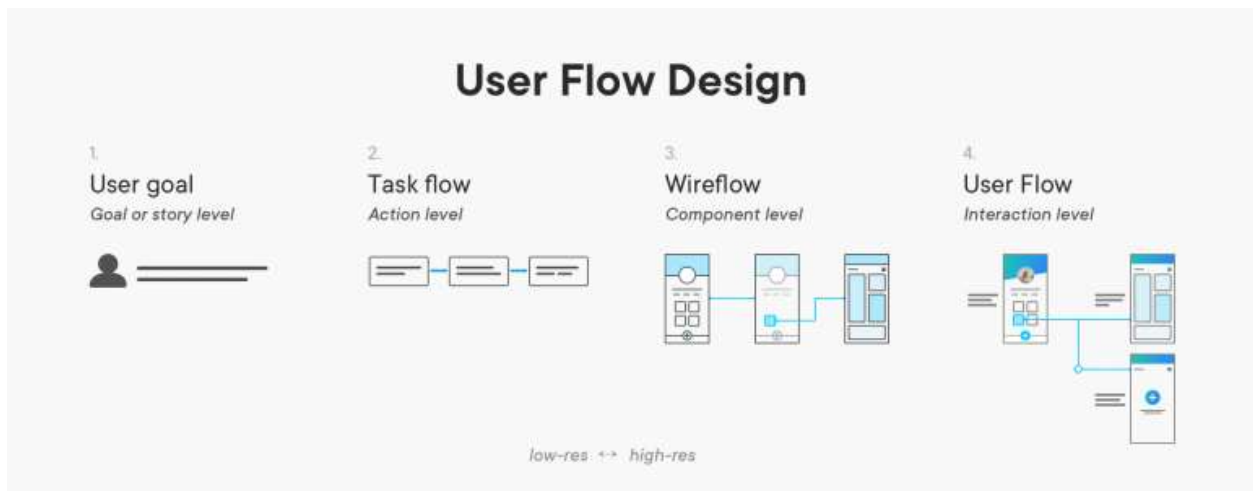 User Flow Design
1.
User goal
Goal or story level
2.
Task flow
Action level
3.
Wireflow
Component level
4.
User Flow
Interaction level
low-res <-> high-res